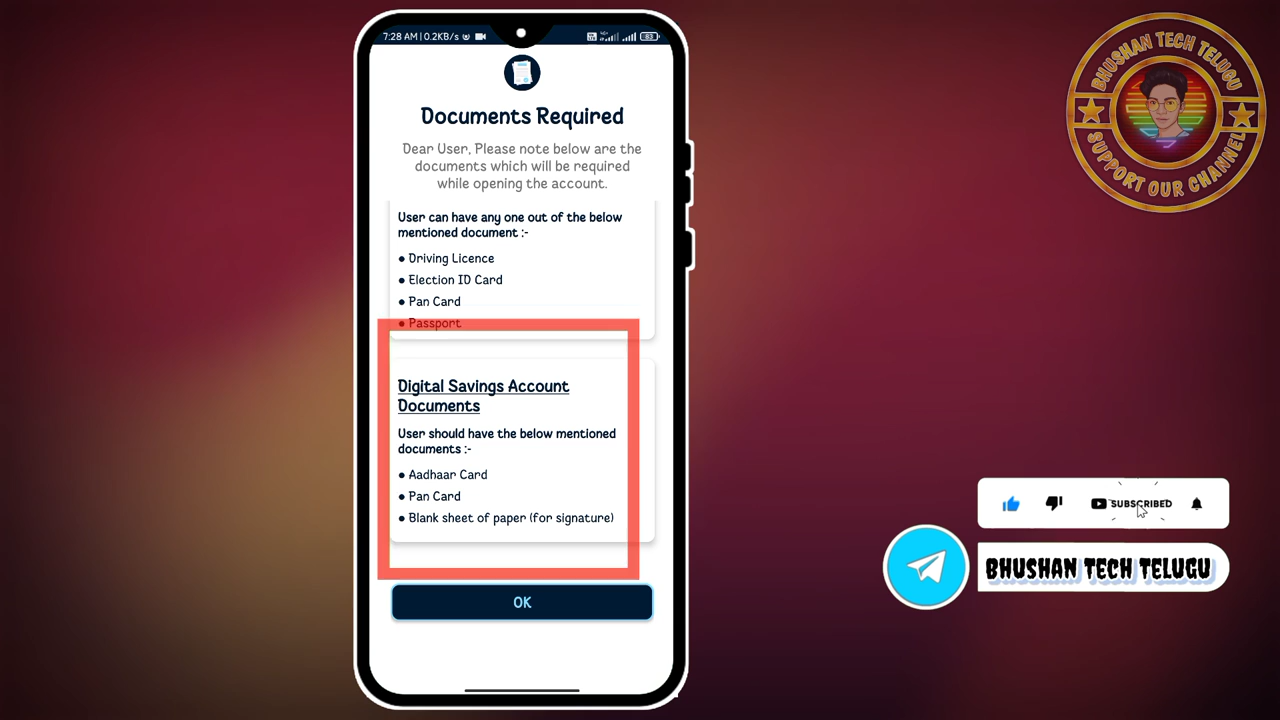 7:28 AM | 0.2KB/s
83
Documents Required
Dear User, Please note below are the
documents which will be required
while opening the account.
User can have any one out of the below
mentioned document :-
● Driving Licence
● Election ID Card
● Pan Card
● Passport
Digital Savings Account
Documents
User should have the below mentioned
documents :-
● Aadhaar Card
● Pan Card
● Blank sheet of paper (for signature)
OK
BHUSHAN TECH TELUGU
SUPPORT OUR CHANNEL
SUBSCRIBED
BHUSHAN TECH TELUGU